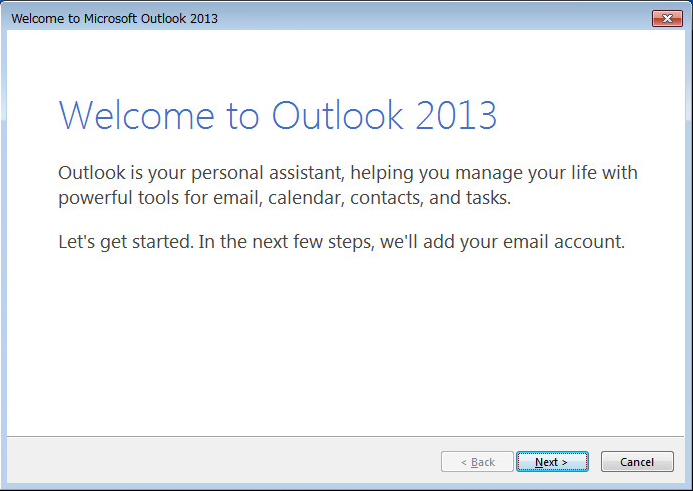 Welcome to Microsoft Outlook 2013
Welcome to Outlook 2013
Outlook is your personal assistant, helping you manage your life with
powerful tools for email, calendar, contacts, and tasks.
Let's get started. In the next few steps, we'll add your email account.
< Back Next > Cancel